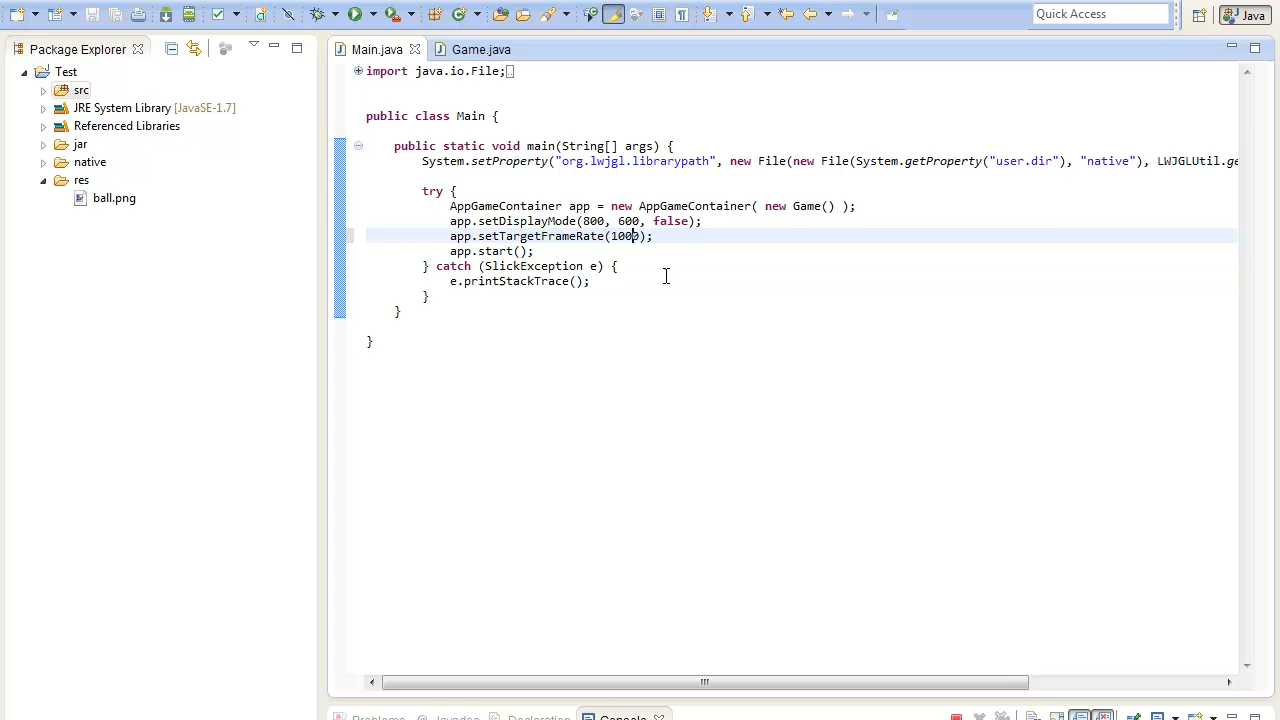 Quick Access
Java
Package Explorer
Main.java
Game.java
Test
src
JRE System Library [JavaSE-1.7]
Referenced Libraries
jar
native
res
ball.png
import java.io.File;
public class Main {
public static void main(String[] args) {
System.setProperty("org.lwjgl.librarypath", new File(new File(System.getProperty("user.dir"), "native"), LWJGLUtil.ge
try {
AppGameContainer app = new AppGameContainer( new Game() );
app.setDisplayMode(800, 600, false);
app.setTargetFrameRate(1000);
app.start();
} catch (SlickException e) {
e.printStackTrace();
}
}
}
Problems
Javadoc
Declaration
Console